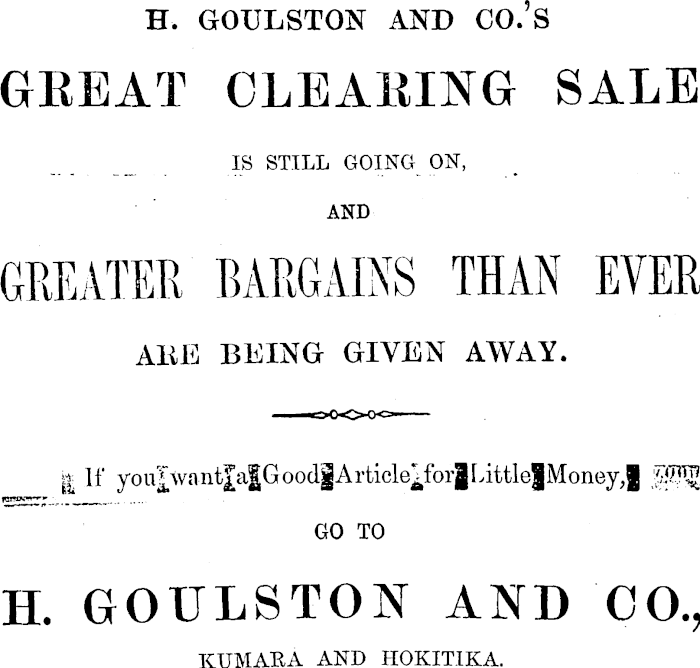 H. GOULSTON AND CO.'S
GREAT CLEARING SALE
IS STILL GOING ON,
AND
GREATER BARGAINS THAN EVER
ARE BEING GIVEN AWAY.
If you want a Good Article for Little Money,
GO TO
H. GOULSTON AND CO.,
KUMARA AND HOKITIKA.